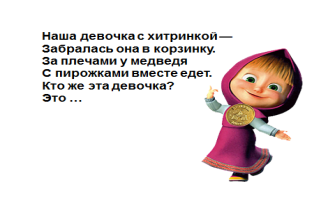 Наша девочка с хитринкой —
Забралась она в корзинку.
За плечами у медведя
С пирожками вместе едет.
Кто же эта девочка?
Это …